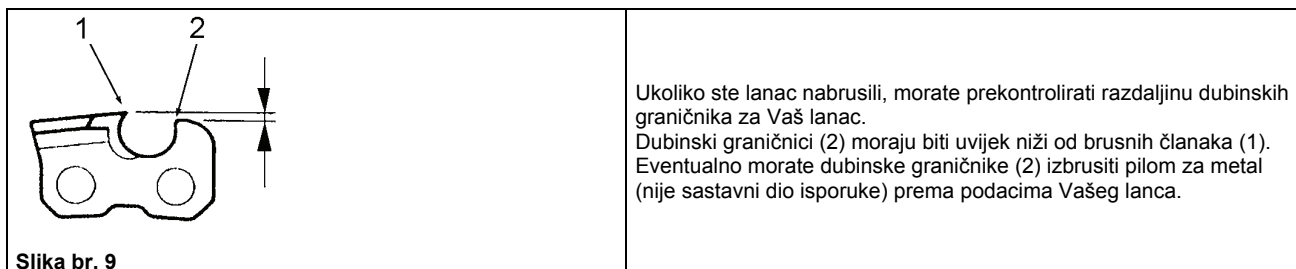 1 2
Slika br. 9
Ukoliko ste lanac nabrusili, morate prekontrolirati razdaljinu dubinskih
graničnika za Vaš lanac.
Dubinski graničnici (2) moraju biti uvijek niži od brusnih članaka (1).
Eventualno morate dubinske graničnike (2) izbrusiti pilom za metal
(nije sastavni dio isporuke) prema podacima Vašeg lanca.